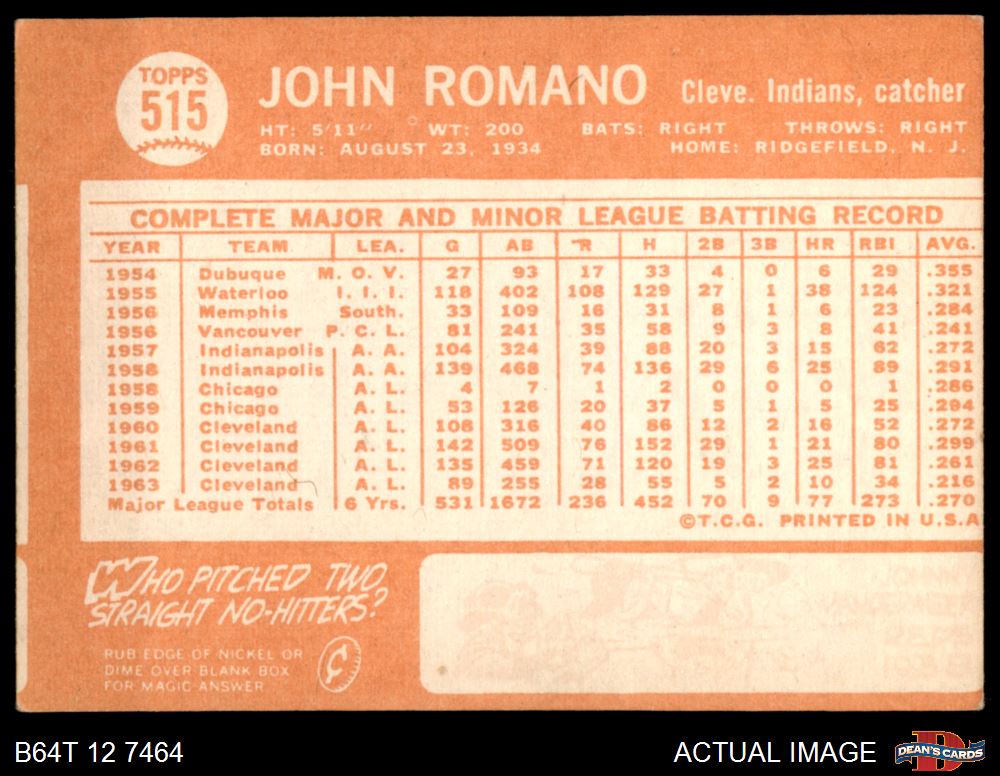 TOPPS
515
JOHN ROMANO Cleve. Indians, catcher
HT: 5'11" WT: 200 BATS: RIGHT THROWS: RIGHT
BORN: AUGUST 23, 1934 HOME: RIDGEFIELD, N. J.
COMPLETE MAJOR AND MINOR LEAGUE BATTING RECORD
YEAR TEAM LEA. G AB R H 2B 3B HR RBI AVG.
1954 Dubuque M. O. V. 27 93 17 33 4 0 6 29 .355
1955 Waterloo I. I. I. 118 402 108 129 27 1 38 124 .321
1956 Memphis South. 33 109 16 31 8 1 6 23 .284
1956 Vancouver P. C. L. 81 241 35 58 9 3 8 41 .241
1957 Indianapolis A. A. 104 324 39 88 20 3 15 62 .272
1958 Indianapolis A. A. 139 468 74 136 29 6 25 89 .291
1958 Chicago A. L. 4 7 1 2 0 0 0 1 .286
1959 Chicago A. L. 53 126 20 37 5 1 5 25 .294
1960 Cleveland A. L. 108 316 40 86 12 2 16 52 .272
1961 Cleveland A. L. 142 509 76 152 29 1 21 80 .299
1962 Cleveland A. L. 135 459 71 120 19 3 25 81 .261
1963 Cleveland A. L. 89 255 28 55 5 2 10 34 .216
Major League Totals 6 Yrs. 531 1672 236 452 70 9 77 273 .270
©T.C.G. PRINTED IN U.S.A
WHO PITCHED TWO
STRAIGHT NO-HITTERS?
RUB EDGE OF NICKEL OR
DIME OVER BLANK BOX
FOR MAGIC ANSWER
¢
B64T 12 7464 ACTUAL IMAGE D DEAN'S CARDS